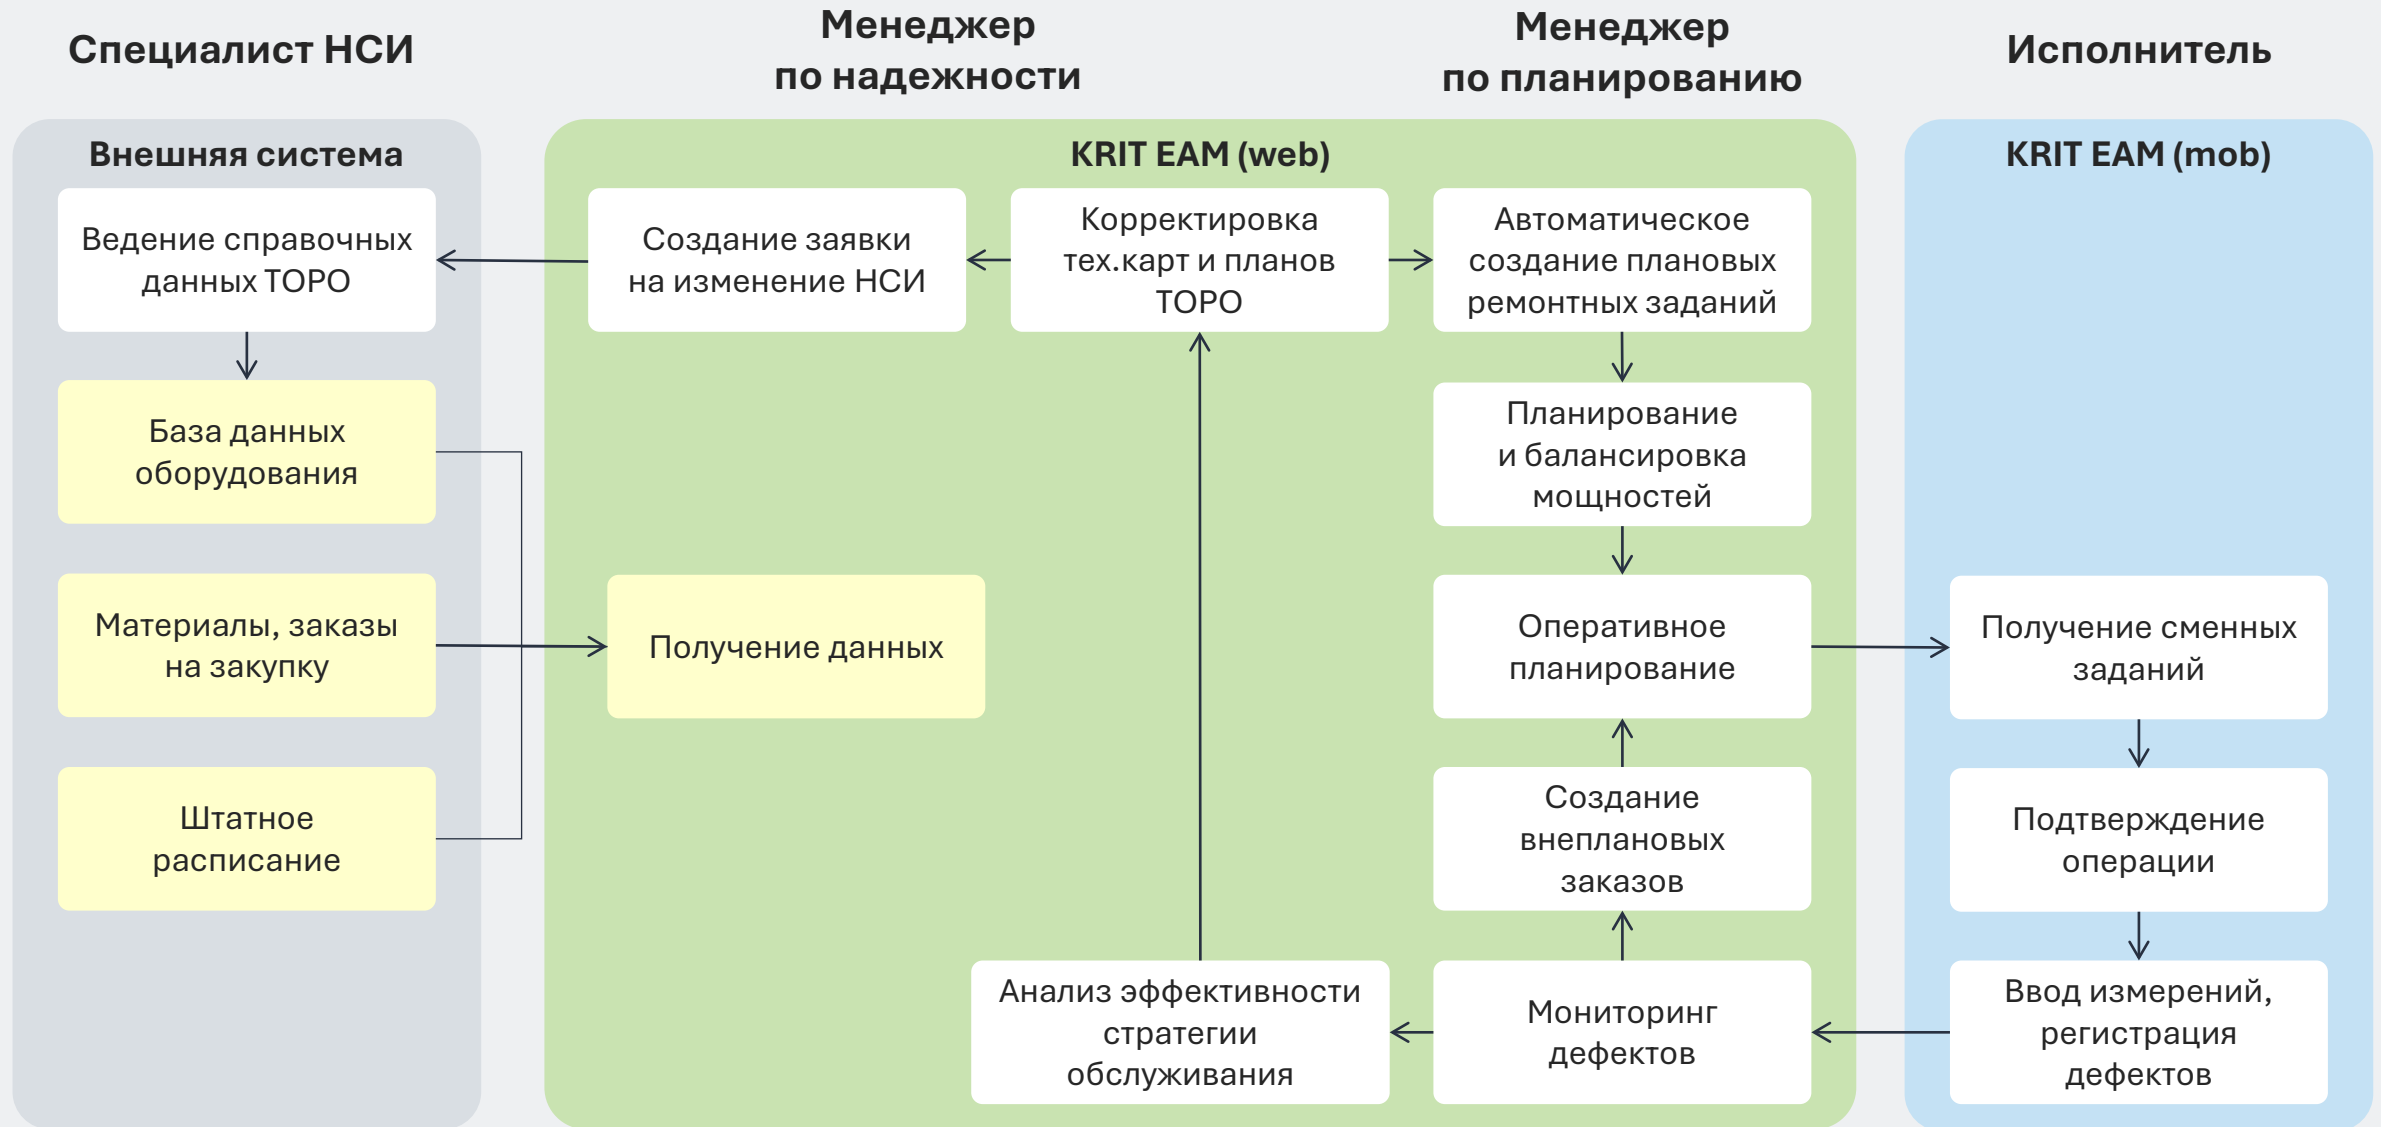 Специалист НСИ
Менеджер
по надежности
Менеджер
по планированию
Исполнитель
Внешняя система
KRIT EAM (web)
KRIT EAM (mob)
Ведение справочных
данных ТОРО
Создание заявки
на изменение НСИ
Корректировка
тех.карт и планов
ТОРО
Автоматическое
создание плановых
ремонтных заданий
База данных
оборудования
Планирование
и балансировка
мощностей
Материалы, заказы
на закупку
Получение данных
Оперативное
планирование
Получение сменных
заданий
Штатное
расписание
Создание
внеплановых
заказов
Подтверждение
операции
Анализ эффективности
стратегии
обслуживания
Мониторинг
дефектов
Ввод измерений,
регистрация
дефектов